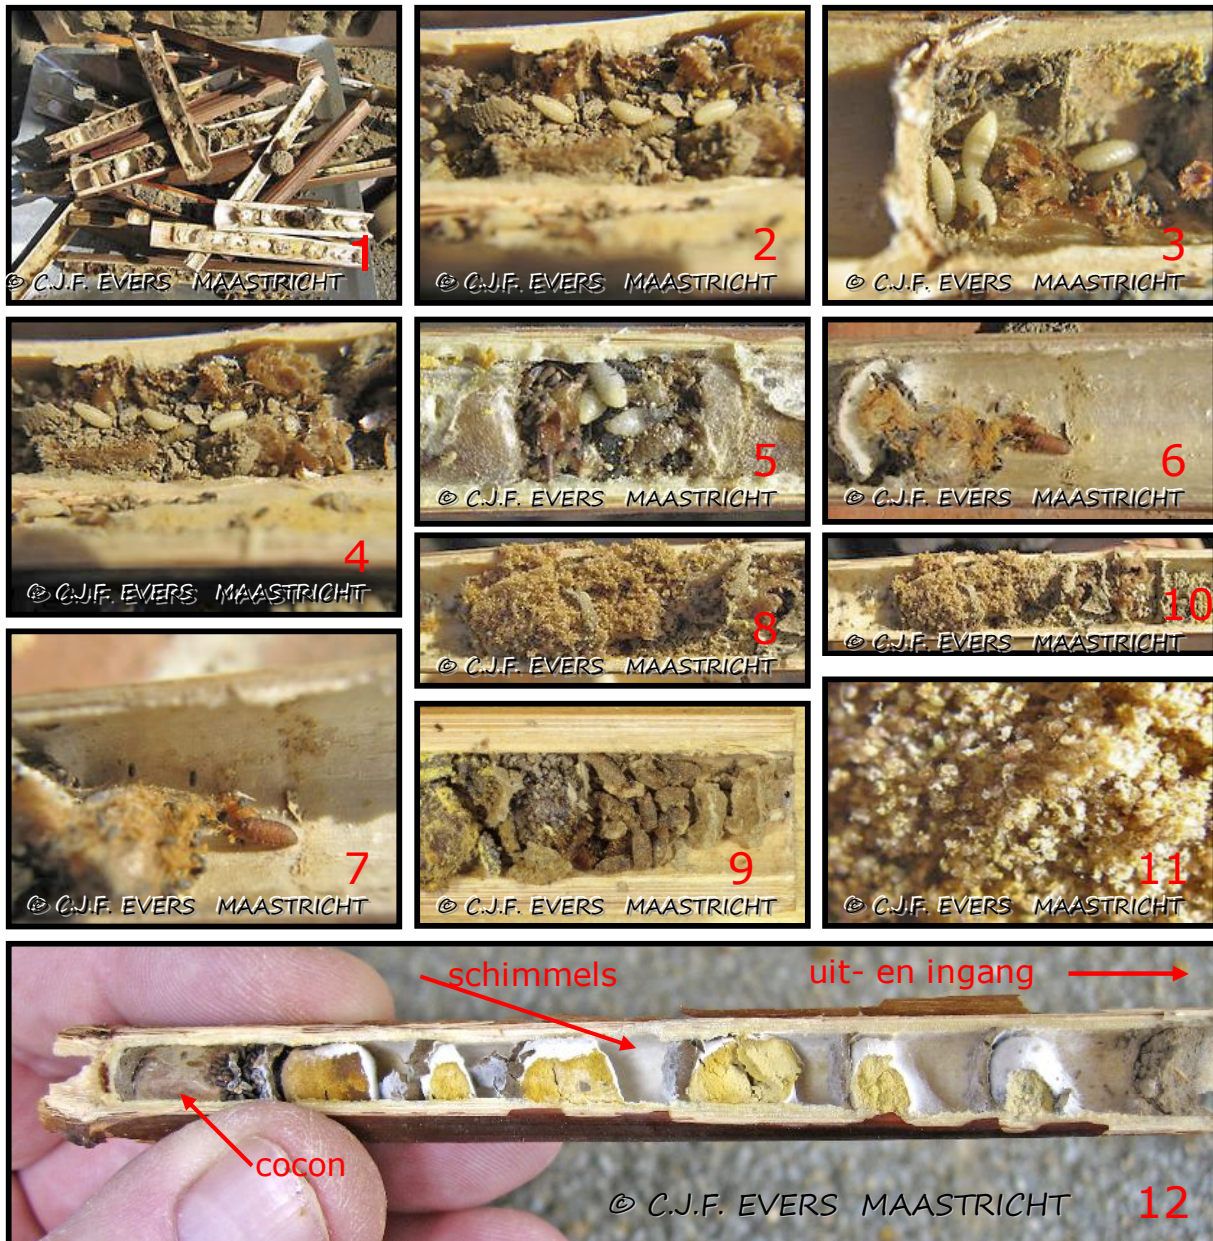 1
© C.J.F. EVERS MAASTRICHT
2
© C.J.F. EVERS MAASTRICHT
3
© C.J.F. EVERS MAASTRICHT
4
© C.J.F. EVERS MAASTRICHT
5
© C.J.F. EVERS MAASTRICHT
6
© C.J.F. EVERS MAASTRICHT
8
© C.J.F. EVERS MAASTRICHT
10
© C.J.F. EVERS MAASTRICHT
7
© C.J.F. EVERS MAASTRICHT
9
© C.J.F. EVERS MAASTRICHT
11
© C.J.F. EVERS MAASTRICHT
schimmels
uit- en ingang
cocon
© C.J.F. EVERS MAASTRICHT
12